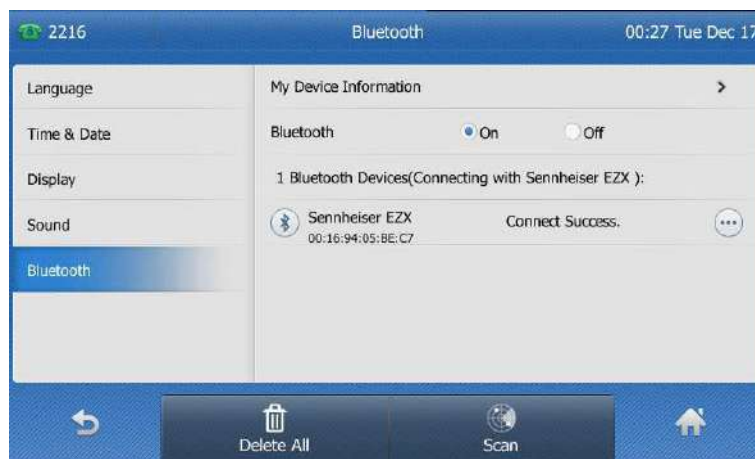 2216 Bluetooth 00:27 Tue Dec 17
Language
Time & Date
Display
Sound
Bluetooth
My Device Information
Bluetooth On Off
1 Bluetooth Devices(Connecting with Sennheiser EZX ):
Sennheiser EZX Connect Success.
00:16:94:05:BE:C7
Delete All Scan